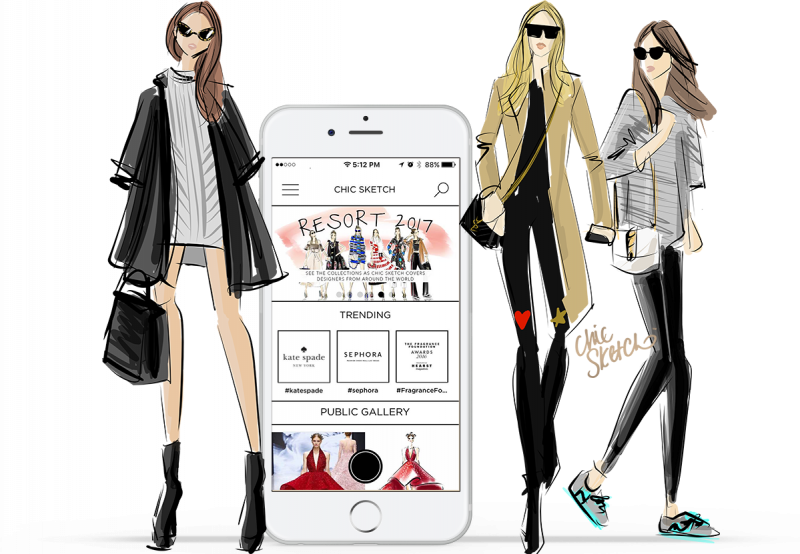 5:12 PM 88%
CHIC SKETCH
RESORT 2017
SEE THE COLLECTIONS AS CHIC SKETCH COVERS
DESIGNERS FROM AROUND THE WORLD
TRENDING
kate spade
NEW YORK
SEPHORA
THE FRAGRANCE
FOUNDATION
AWARDS
2016
HEARST
magazines
#katespade #sephora #FragranceFo...
PUBLIC GALLERY
Chic
Sketch